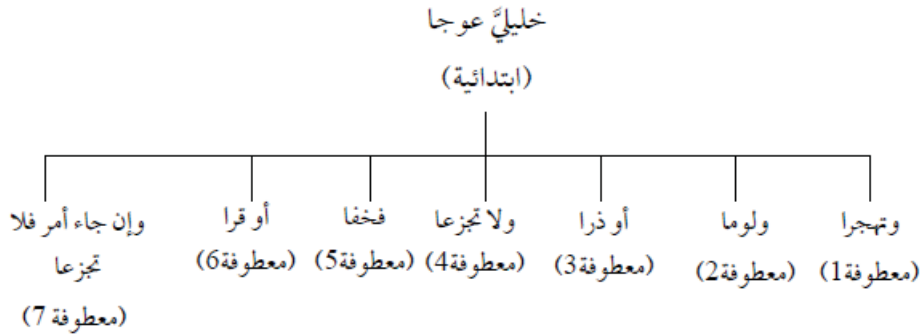 خليليَّ عوجا
(ابتدائية)
وتهجرا
(معطوفة1)
ولوما
(معطوفة2)
أو ذرا
(معطوفة3)
ولا تجزعا
(معطوفة4)
فخفا
(معطوفة5)
أو قرا
(معطوفة6)
وإن جاء أمر فلا
تجزعا
(معطوفة 7)